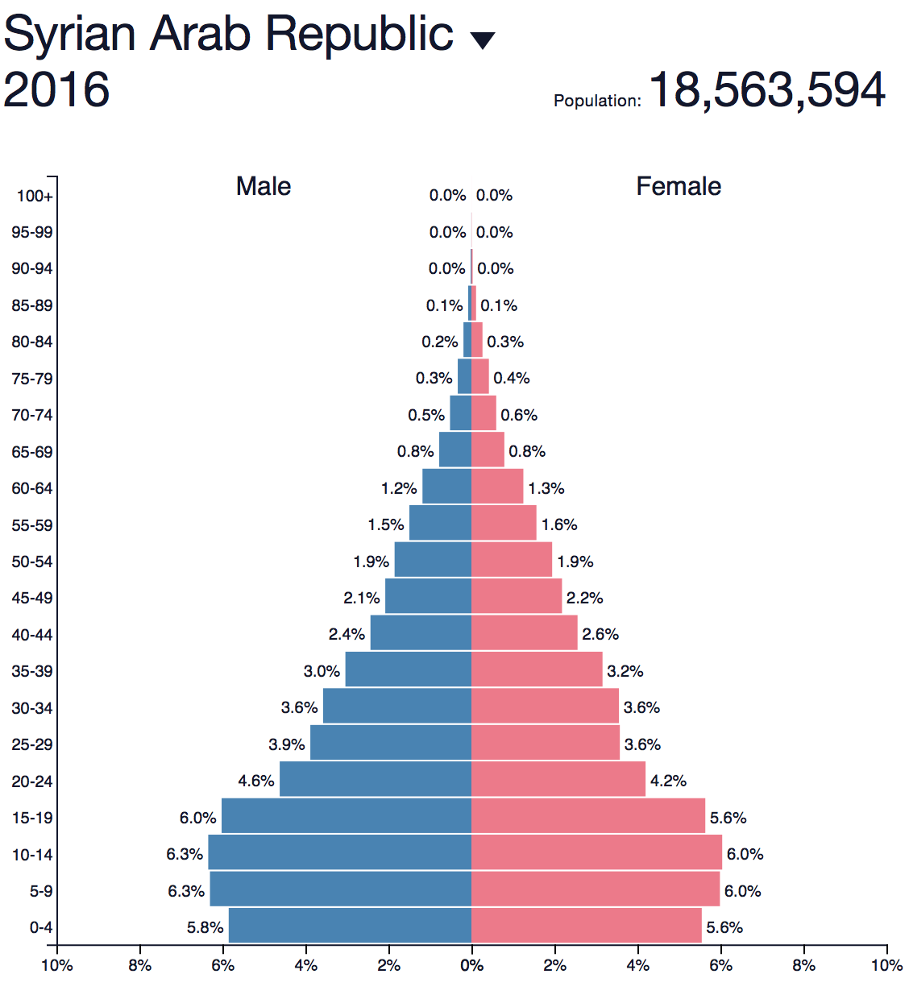 Syrian Arab Republic
2016
Population: 18,563,594
Male Female
100+ 0.0% 0.0%
95-99 0.0% 0.0%
90-94 0.0% 0.0%
85-89 0.1% 0.1%
80-84 0.2% 0.3%
75-79 0.3% 0.4%
70-74 0.5% 0.6%
65-69 0.8% 0.8%
60-64 1.2% 1.3%
55-59 1.5% 1.6%
50-54 1.9% 1.9%
45-49 2.1% 2.2%
40-44 2.4% 2.6%
35-39 3.0% 3.2%
30-34 3.6% 3.6%
25-29 3.9% 3.6%
20-24 4.6% 4.2%
15-19 6.0% 5.6%
10-14 6.3% 6.0%
5-9 6.3% 6.0%
0-4 5.8% 5.6%
10% 8% 6% 4% 2% 0% 2% 4% 6% 8% 10%